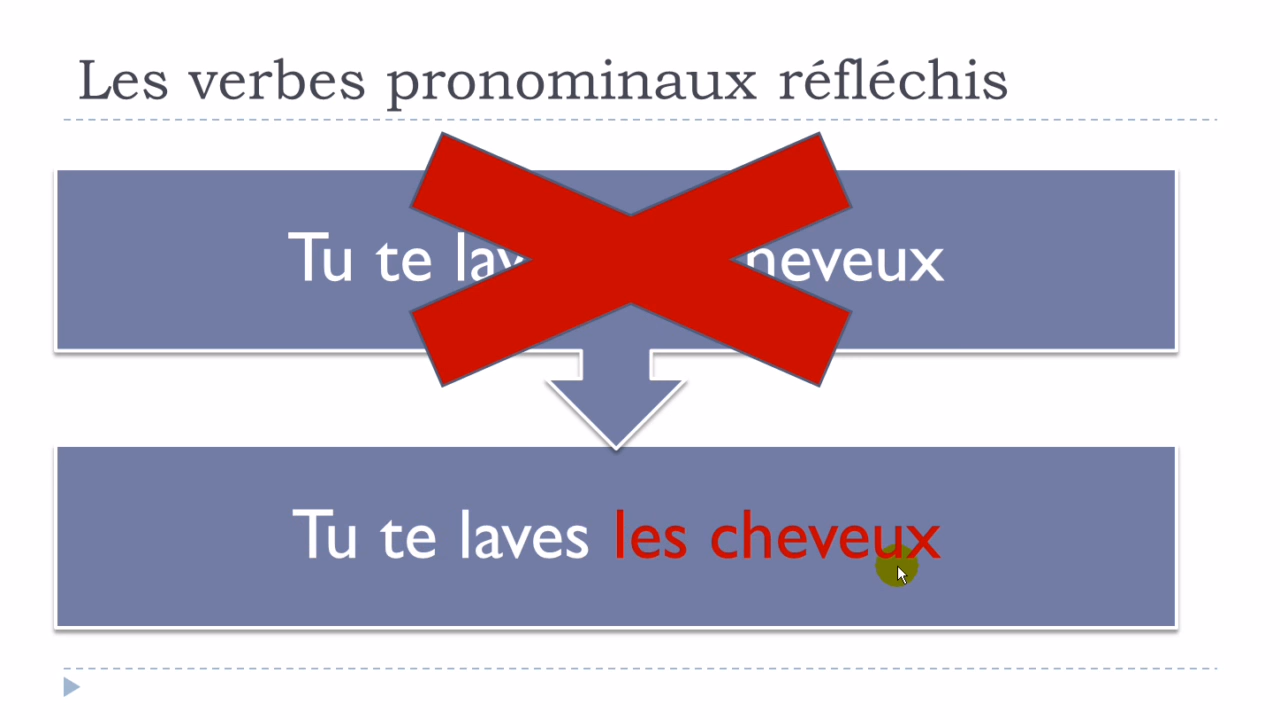 Les verbes pronominaux réfléchis
Tu te
Tu te laves les cheveux